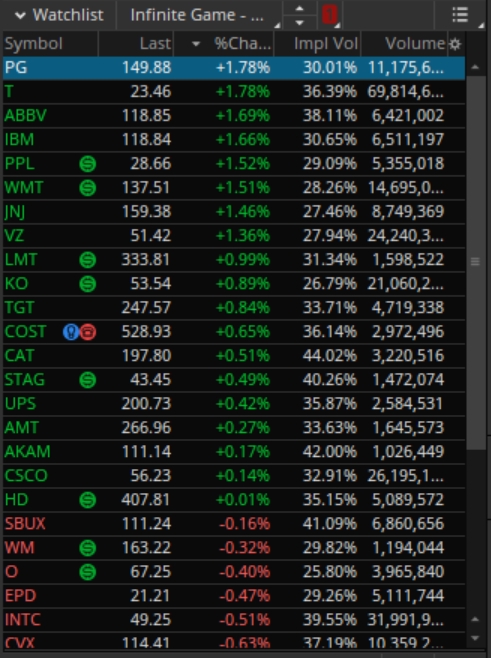 Watchlist Infinite Game - ...
Symbol Last %Cha... Impl Vol Volume
PG 149.88 +1.78% 30.01% 11,175,6...
T 23.46 +1.78% 36.39% 69,814,6...
ABBV 118.85 +1.69% 38.11% 6,421,002
IBM 118.84 +1.66% 30.65% 6,511,197
PPL 28.66 +1.52% 29.09% 5,355,018
WMT 137.51 +1.51% 28.26% 14,695,0...
JNJ 159.38 +1.46% 27.46% 8,749,369
VZ 51.42 +1.36% 27.94% 24,240,3...
LMT 333.81 +0.99% 31.34% 1,598,522
KO 53.54 +0.89% 26.79% 21,060,2...
TGT 247.57 +0.84% 33.71% 4,719,338
COST 528.93 +0.65% 36.14% 2,972,496
CAT 197.80 +0.51% 44.02% 3,220,516
STAG 43.45 +0.49% 40.26% 1,472,074
UPS 200.73 +0.42% 35.87% 2,584,531
AMT 266.96 +0.27% 33.63% 1,645,573
AKAM 111.14 +0.17% 42.00% 1,026,449
CSCO 56.23 +0.14% 32.91% 26,195,1...
HD 407.81 +0.01% 35.15% 5,089,572
SBUX 111.24 -0.16% 41.09% 6,860,656
WM 163.22 -0.32% 29.82% 1,194,044
O 67.25 -0.40% 25.80% 3,965,840
EPD 21.21 -0.47% 29.26% 5,111,744
INTC 49.25 -0.51% 39.55% 31,991,9...
CVX 114.41 -0.63% 37.19% 10,359,2...